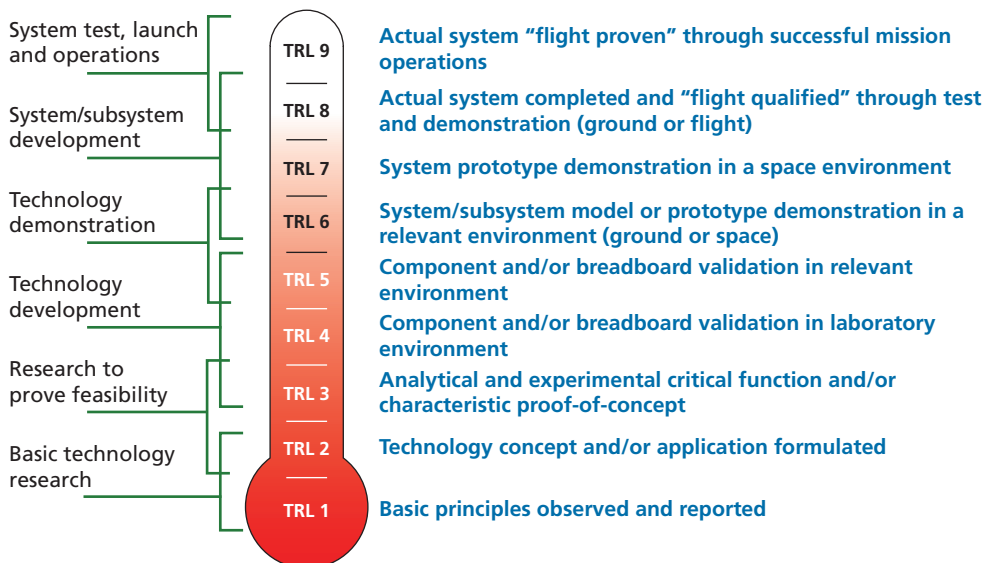 System test, launch
and operations
System/subsystem
development
Technology
demonstration
Technology
development
Research to
prove feasibility
Basic technology
research
TRL 9
TRL 8
TRL 7
TRL 6
TRL 5
TRL 4
TRL 3
TRL 2
TRL 1
Actual system “flight proven” through successful mission
operations
Actual system completed and “flight qualified” through test
and demonstration (ground or flight)
System prototype demonstration in a space environment
System/subsystem model or prototype demonstration in a
relevant environment (ground or space)
Component and/or breadboard validation in relevant
environment
Component and/or breadboard validation in laboratory
environment
Analytical and experimental critical function and/or
characteristic proof-of-concept
Technology concept and/or application formulated
Basic principles observed and reported